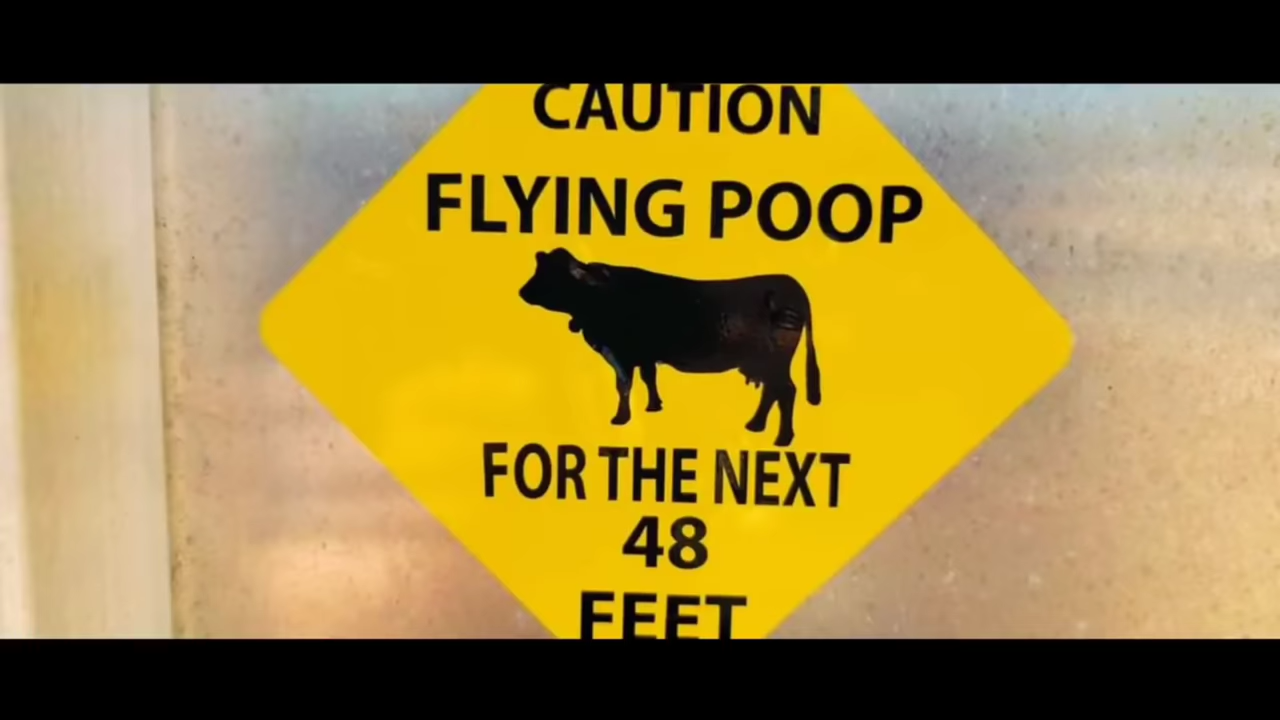 CAUTION
FLYING POOP
FOR THE NEXT
48
FEET